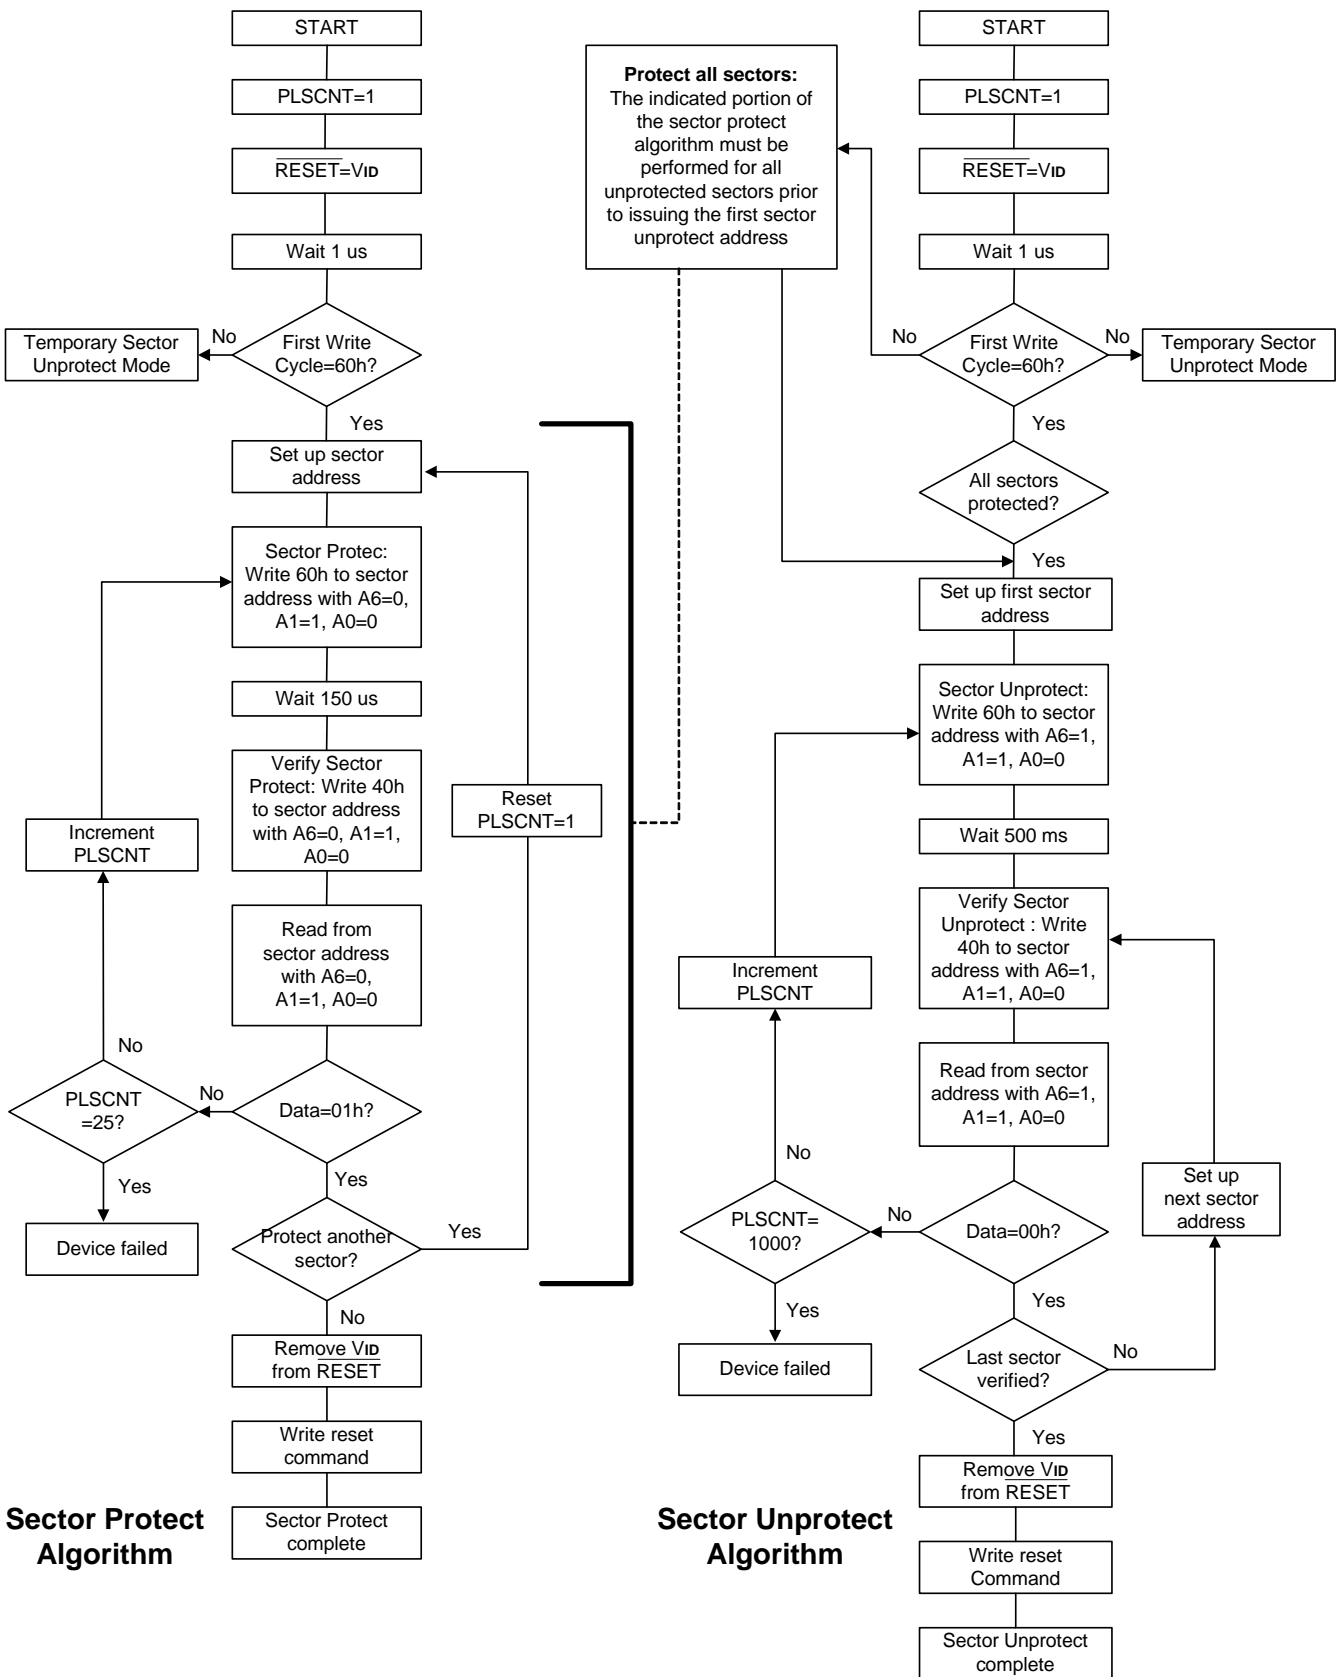 START
PLSCNT=1
RESET=VID
Wait 1 us
First Write
Cycle=60h?
No
Temporary Sector
Unprotect Mode
Yes
Set up sector
address
Sector Protec:
Write 60h to sector
address with A6=0,
A1=1, A0=0
Wait 150 us
Verify Sector
Protect: Write 40h
to sector address
with A6=0, A1=1,
A0=0
Reset
PLSCNT=1
Increment
PLSCNT
Read from
sector address
with A6=0,
A1=1, A0=0
No
PLSCNT
=25?
No
Data=01h?
Yes
Yes
Device failed
Protect another
sector?
Yes
No
Remove VID
from RESET
Write reset
command
Sector Protect
complete
Sector Protect
Algorithm
Protect all sectors:
The indicated portion of
the sector protect
algorithm must be
performed for all
unprotected sectors prior
to issuing the first sector
unprotect address
START
PLSCNT=1
RESET=VID
Wait 1 us
No
First Write
Cycle=60h?
No
Temporary Sector
Unprotect Mode
Yes
All sectors
protected?
Yes
Set up first sector
address
Sector Unprotect:
Write 60h to sector
address with A6=1,
A1=1, A0=0
Wait 500 ms
Verify Sector
Unprotect : Write
40h to sector
address with A6=1,
A1=1, A0=0
Increment
PLSCNT
Read from sector
address with A6=1,
A1=1, A0=0
No
Set up
next sector
address
PLSCNT=
1000?
No
Data=00h?
Yes
Yes
Device failed
Last sector
verified?
No
Yes
Remove VID
from RESET
Write reset
Command
Sector Unprotect
complete
Sector Unprotect
Algorithm